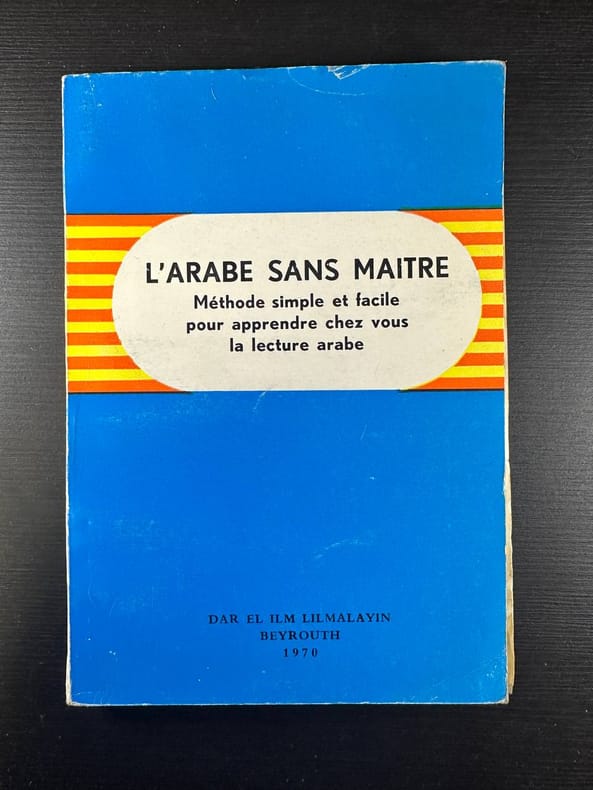 L'ARABE SANS MAITRE
Méthode simple et facile
pour apprendre chez vous
la lecture arabe
DAR EL ILM LILMALAYIN
BEYROUTH
1970